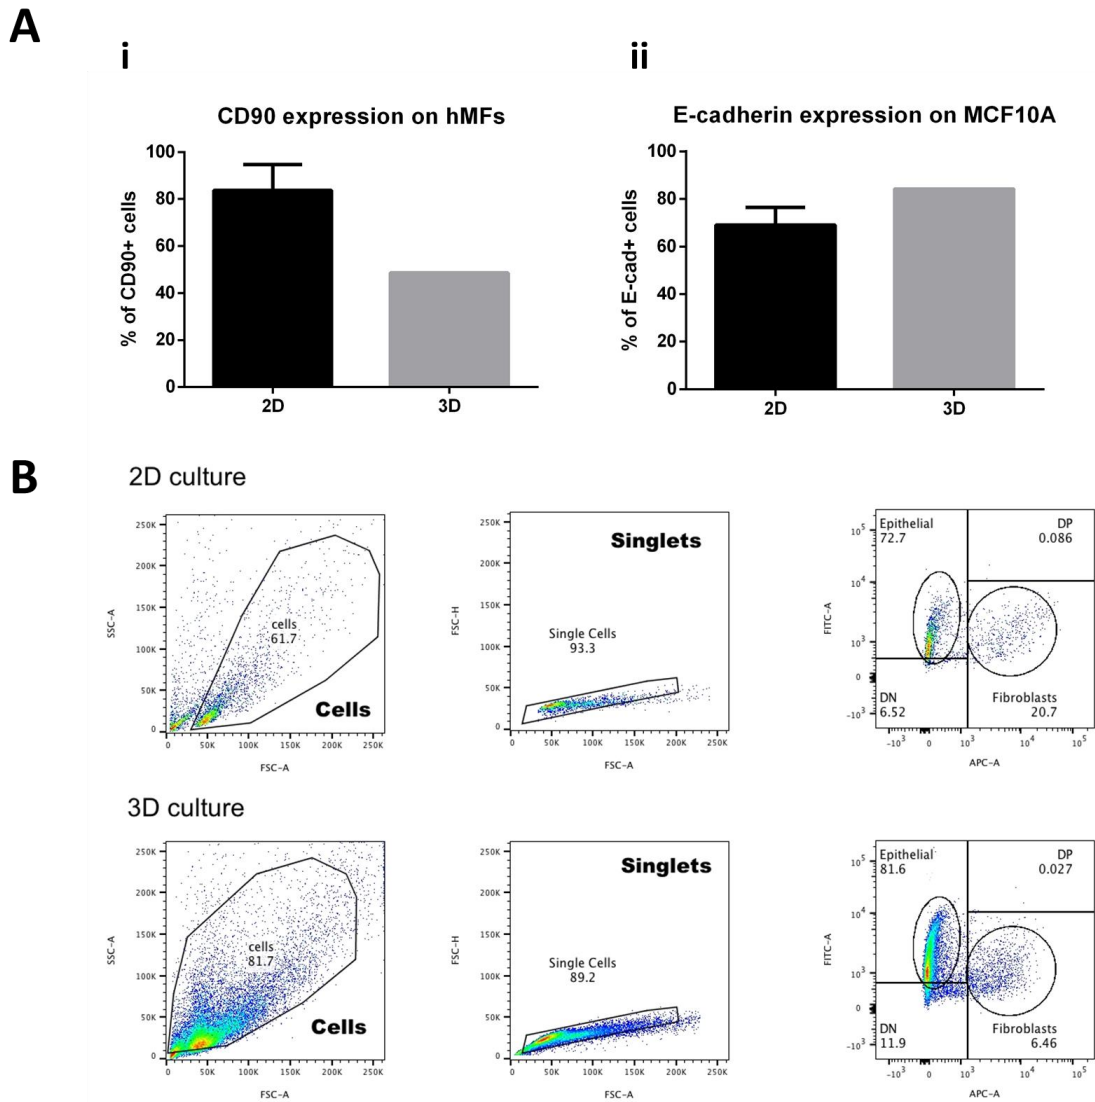 A
i
ii
CD90 expression on hMFs
% of CD90+ cells
100
80
60
40
20
0
2D
3D
E-cadherin expression on MCF10A
% of E-cad+ cells
100
80
60
40
20
0
2D
3D
B
2D culture
SSC-A
250K
200K
150K
100K
50K
0
cells
61.7
Cells
0 50K 100K 150K 200K 250K
FSC-A
FSC-H
250K
200K
150K
100K
50K
0
Singlets
Single Cells
93.3
0 50K 100K 150K 200K 250K
FSC-A
FITC-A
10^5
10^4
10^3
0
-10^3
Epithelial
72.7
DP
0.086
DN
6.52
Fibroblasts
20.7
-10^3 0 10^3 10^4 10^5
APC-A
3D culture
SSC-A
250K
200K
150K
100K
50K
0
cells
81.7
Cells
0 50K 100K 150K 200K 250K
FSC-A
FSC-H
250K
200K
150K
100K
50K
0
Singlets
Single Cells
89.2
0 50K 100K 150K 200K 250K
FSC-A
FITC-A
10^5
10^4
10^3
0
-10^3
Epithelial
81.6
DP
0.027
DN
11.9
Fibroblasts
6.46
-10^3 0 10^3 10^4 10^5
APC-A